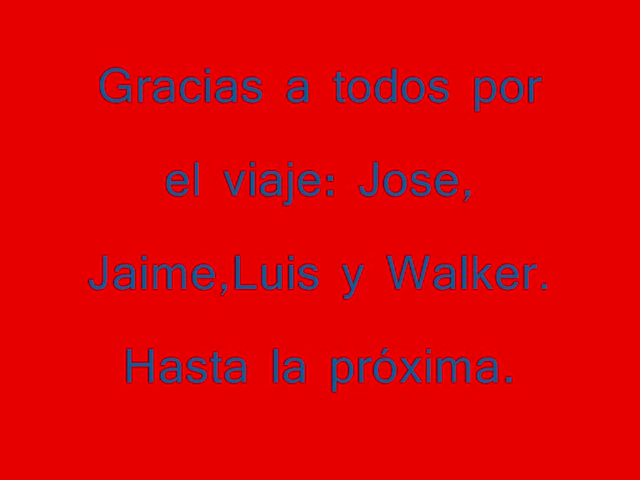 Gracias a todos por
el viaje: Jose,
Jaime,Luis y Walker.
Hasta la próxima.